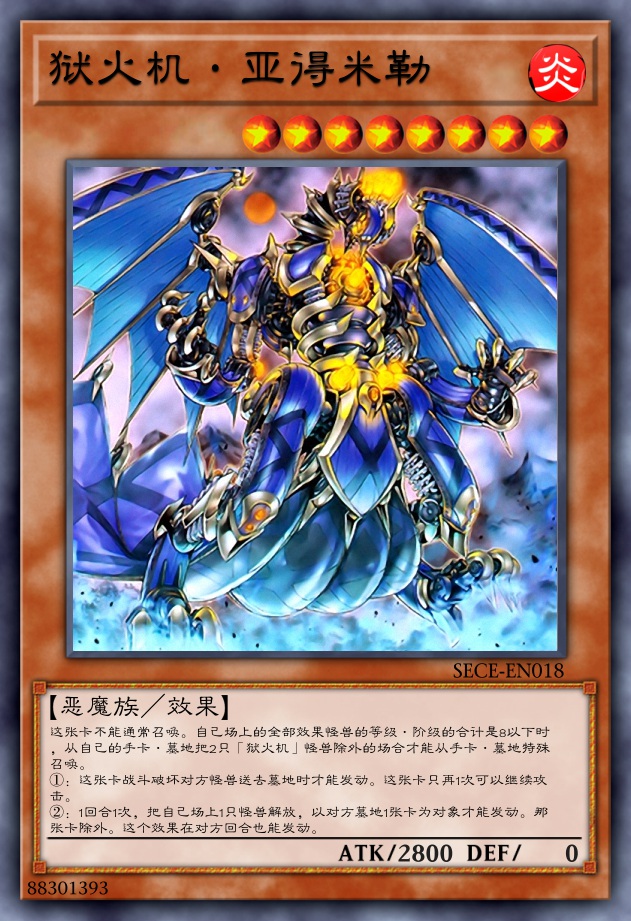 狱火机·亚得米勒
炎
SECE-EN018
【恶魔族／效果】
这张卡不能通常召唤。自己场上的全部效果怪兽的等级·阶级的合计是8以下时
，从自己的手卡·墓地把2只「狱火机」怪兽除外的场合才能从手卡·墓地特殊
召唤。
①：这张卡战斗破坏对方怪兽送去墓地时才能发动。这张卡只再1次可以继续攻
击。
②：1回合1次，把自己场上1只怪兽解放，以对方墓地1张卡为对象才能发动。那
张卡除外。这个效果在对方回合也能发动。
ATK/2800 DEF/ 0
88301393